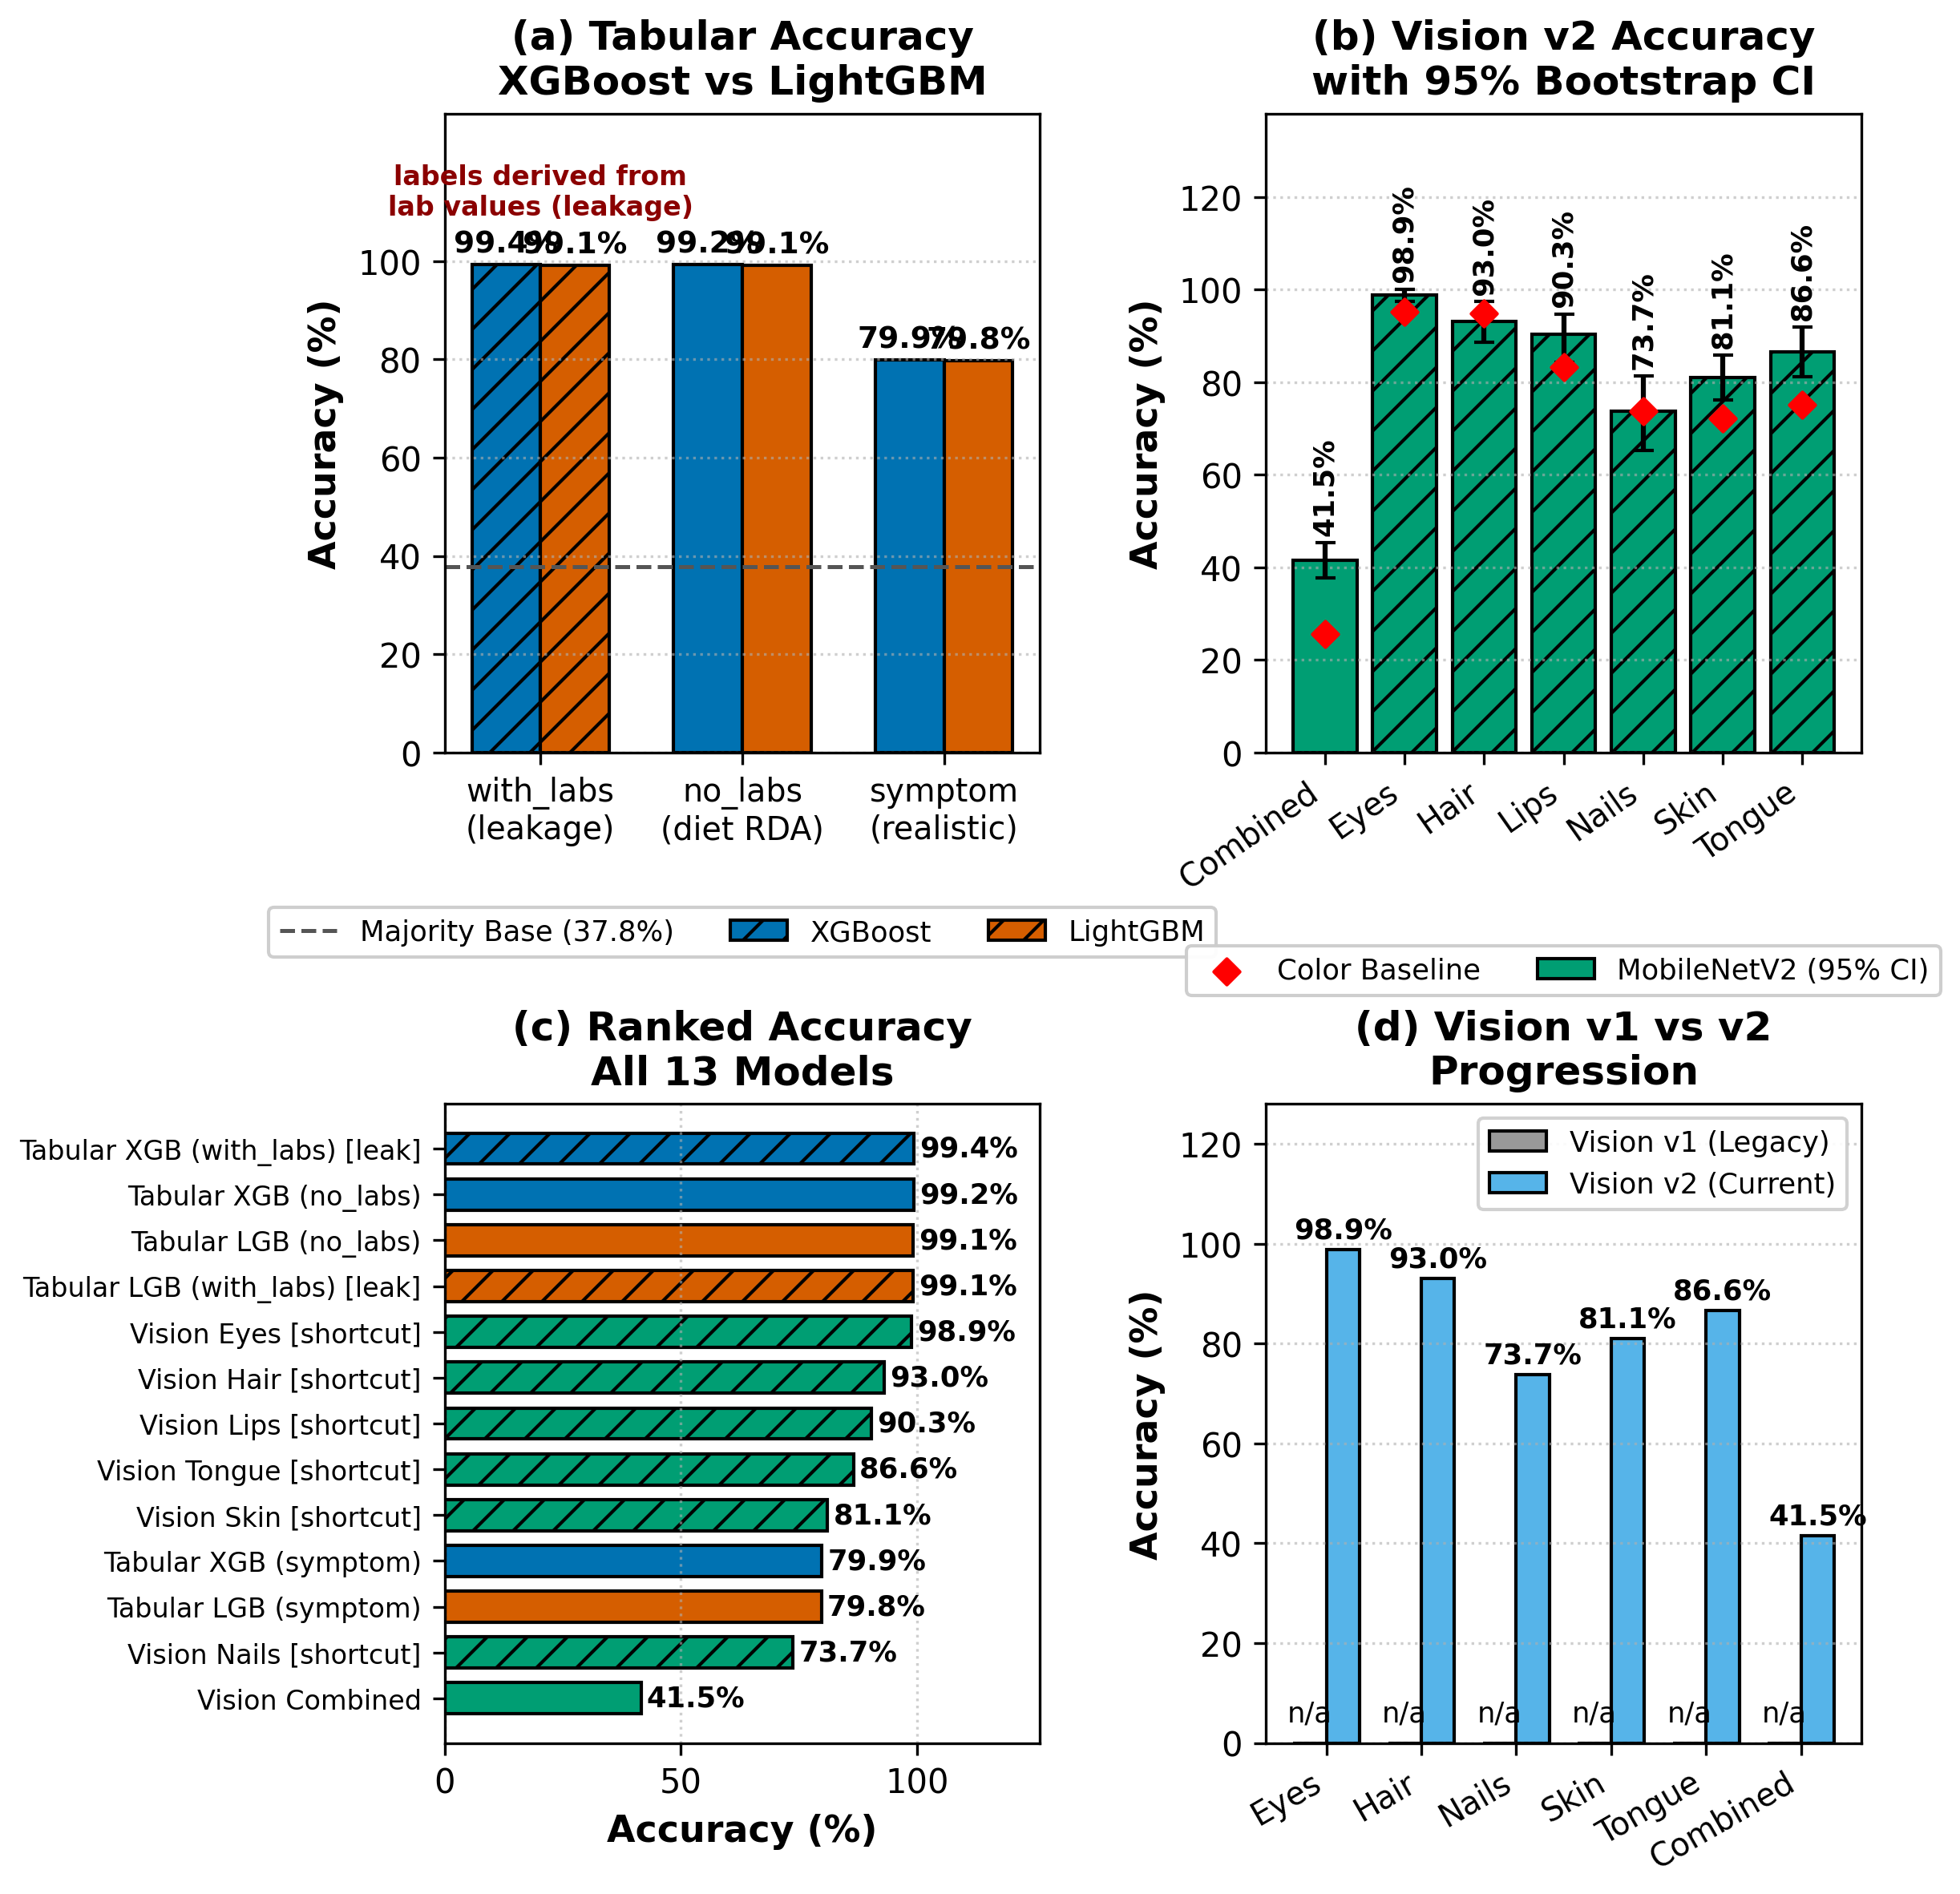 (a) Tabular Accuracy
XGBoost vs LightGBM
labels derived from
lab values (leakage)
99.4%
99.1%
99.2%
99.1%
79.9%
79.8%
Accuracy (%)
100
80
60
40
20
0
with_labs
(leakage)
no_labs
(diet RDA)
symptom
(realistic)
Majority Base (37.8%)
XGBoost
LightGBM
(b) Vision v2 Accuracy
with 95% Bootstrap CI
Accuracy (%)
120
100
80
60
40
20
0
41.5%
98.9%
93.0%
90.3%
73.7%
81.1%
86.6%
Combined
Eyes
Hair
Lips
Nails
Skin
Tongue
Color Baseline
MobileNetV2 (95% CI)
(c) Ranked Accuracy
All 13 Models
Tabular XGB (with_labs) [leak] 99.4%
Tabular XGB (no_labs) 99.2%
Tabular LGB (no_labs) 99.1%
Tabular LGB (with_labs) [leak] 99.1%
Vision Eyes [shortcut] 98.9%
Vision Hair [shortcut] 93.0%
Vision Lips [shortcut] 90.3%
Vision Tongue [shortcut] 86.6%
Vision Skin [shortcut] 81.1%
Tabular XGB (symptom) 79.9%
Tabular LGB (symptom) 79.8%
Vision Nails [shortcut] 73.7%
Vision Combined 41.5%
0
50
100
Accuracy (%)
(d) Vision v1 vs v2
Progression
Vision v1 (Legacy)
Vision v2 (Current)
Accuracy (%)
120
100
80
60
40
20
0
98.9%
93.0%
73.7%
81.1%
86.6%
41.5%
n/a
n/a
n/a
n/a
n/a
n/a
Eyes
Hair
Nails
Skin
Tongue
Combined